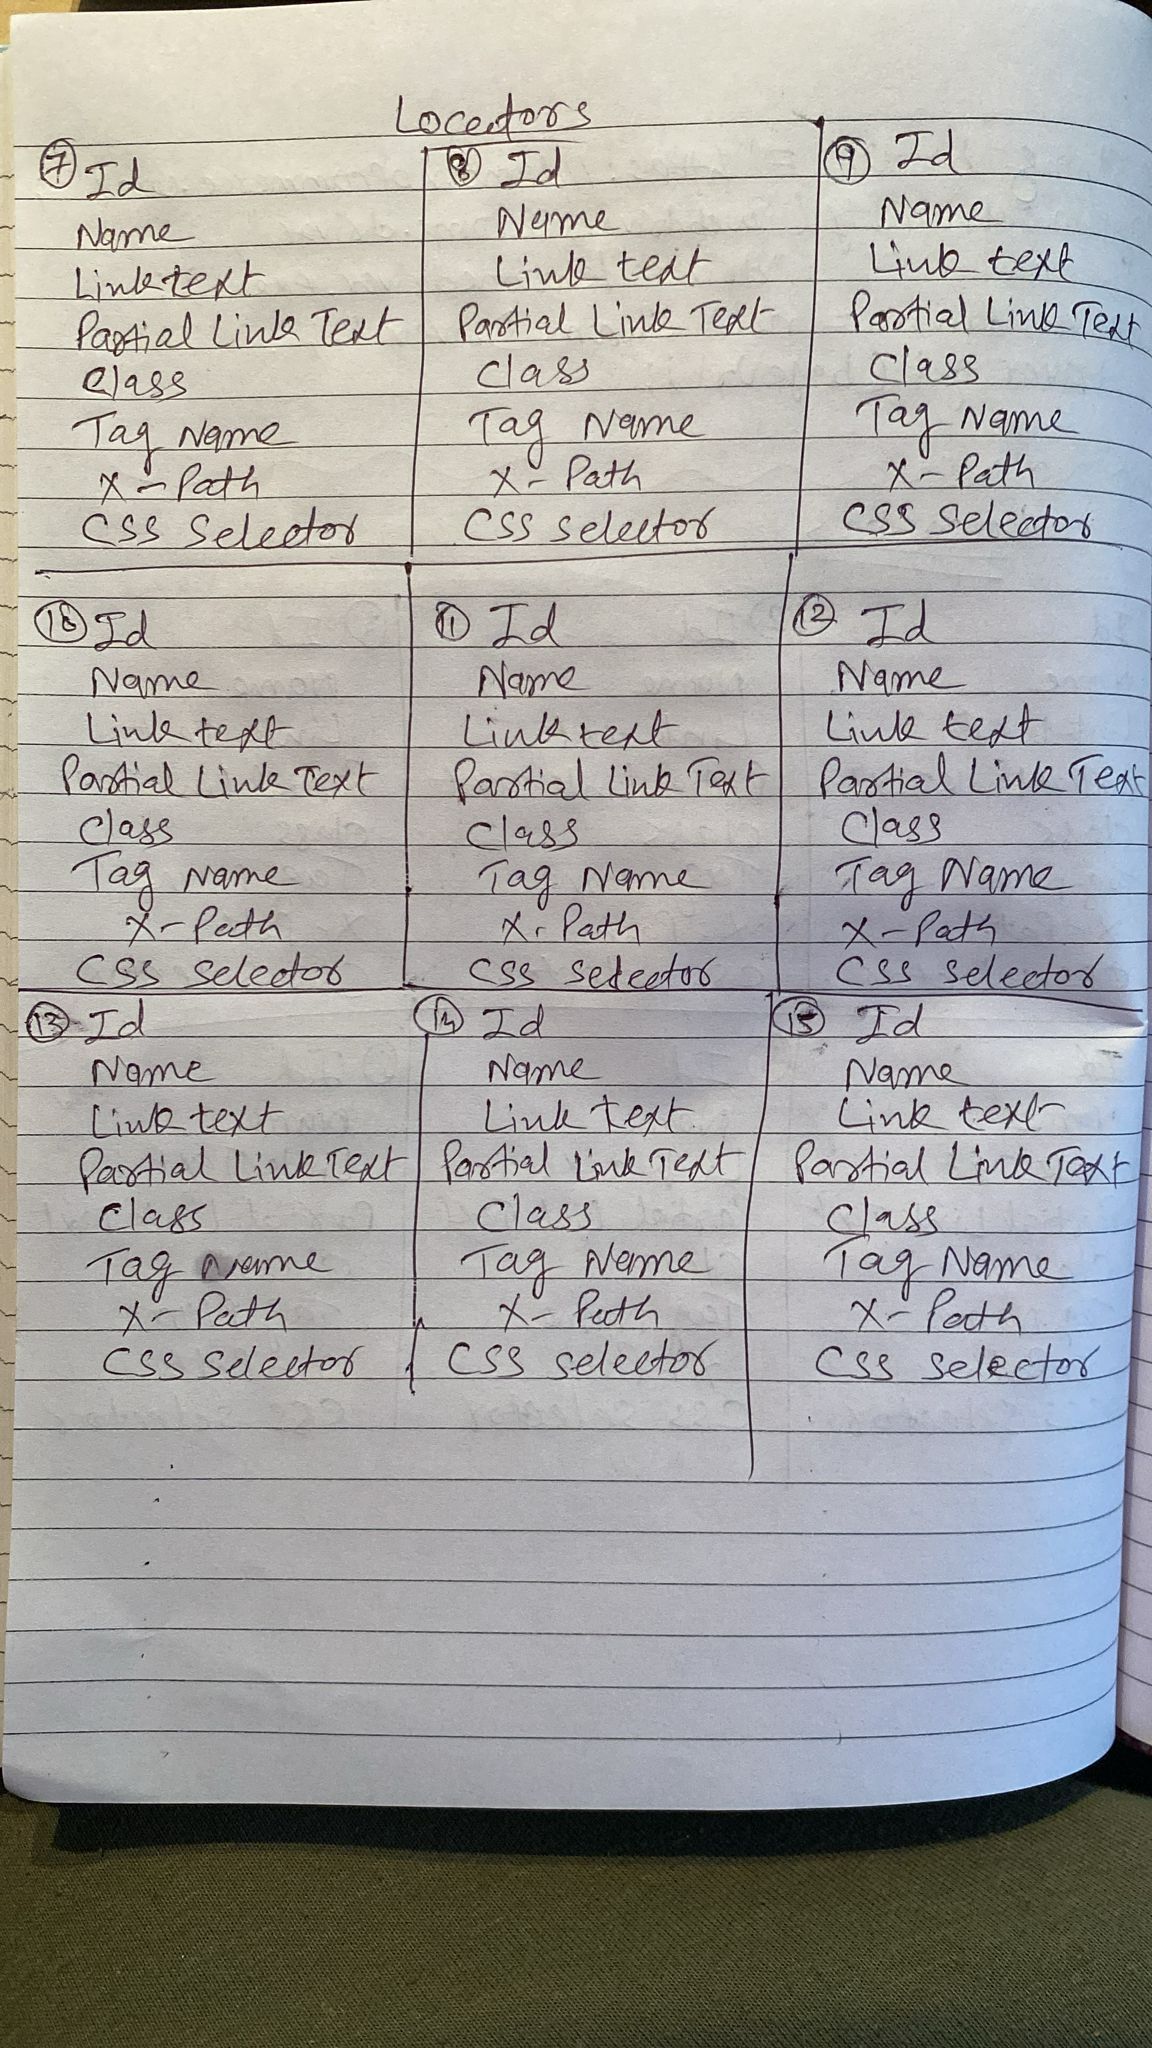 Locators
⑦ Id
Name
Link text
Partial Link Text
Class
Tag Name
X-Path
CSS Selector
⑧ Id
Name
Link text
Partial Link Text
Class
Tag Name
X-Path
CSS Selector
⑨ Id
Name
Link text
Partial Link Text
Class
Tag Name
X-Path
CSS Selector
⑩ Id
Name
Link text
Partial Link Text
Class
Tag Name
X-Path
CSS Selector
⑪ Id
Name
Link text
Partial Link Text
Class
Tag Name
X-Path
CSS Selector
⑫ Id
Name
Link text
Partial Link Text
Class
Tag Name
X-Path
CSS Selector
⑬ Id
Name
Link text
Partial Link Text
Class
Tag Name
X-Path
CSS Selector
⑭ Id
Name
Link text
Partial Link Text
Class
Tag Name
X-Path
CSS Selector
⑮ Id
Name
Link text
Partial Link Text
Class
Tag Name
X-Path
CSS Selector